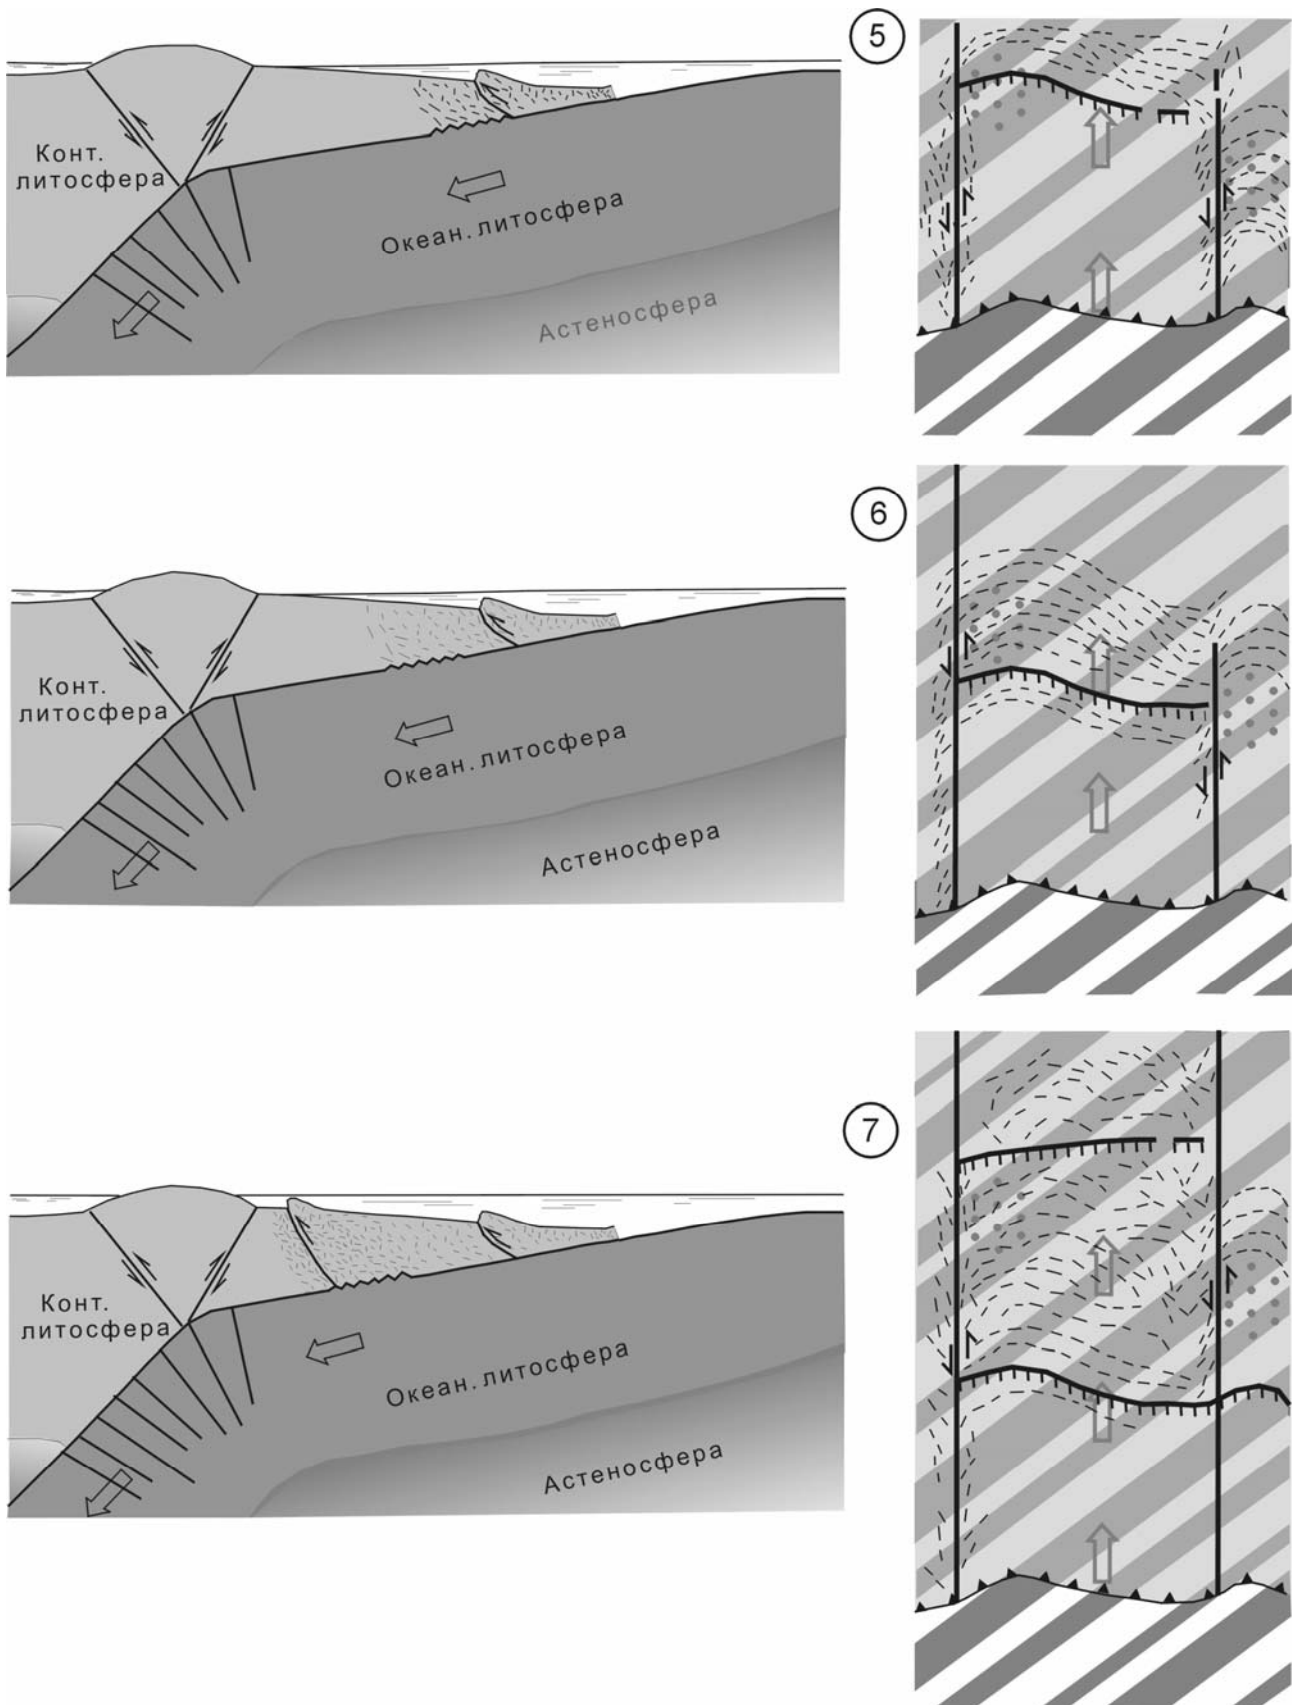 5
Конт.
литосфера
Океан. литосфера
Астеносфера
6
Конт.
литосфера
Океан. литосфера
Астеносфера
7
Конт.
литосфера
Океан. литосфера
Астеносфера